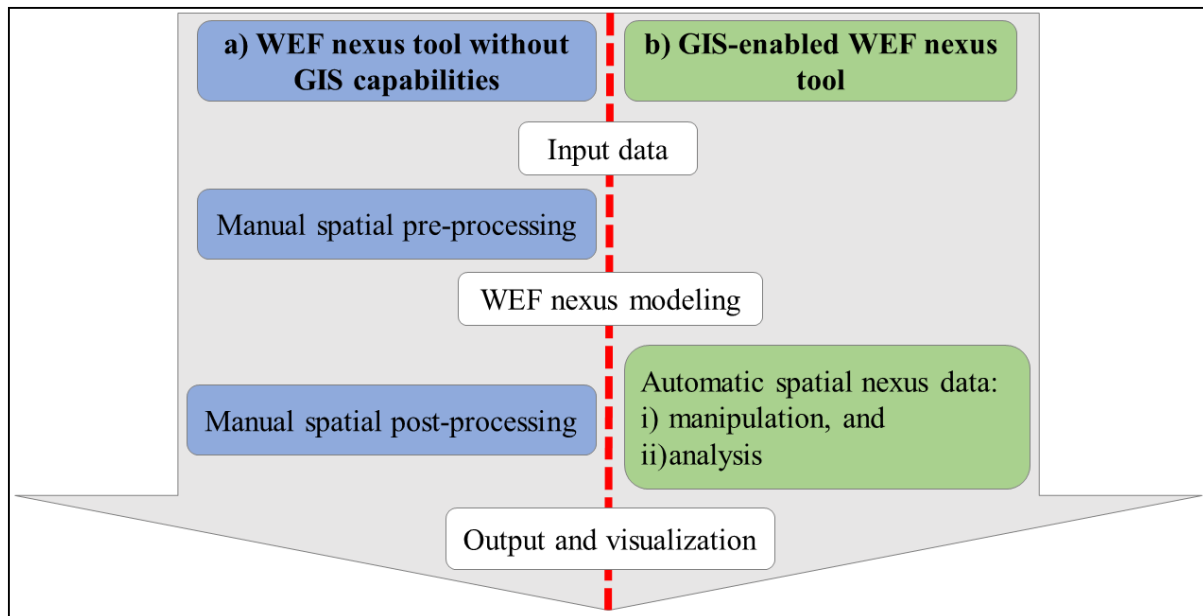 a) WEF nexus tool without
GIS capabilities
b) GIS-enabled WEF nexus
tool
Input data
Manual spatial pre-processing
WEF nexus modeling
Manual spatial post-processing
Automatic spatial nexus data:
i) manipulation, and
ii)analysis
Output and visualization